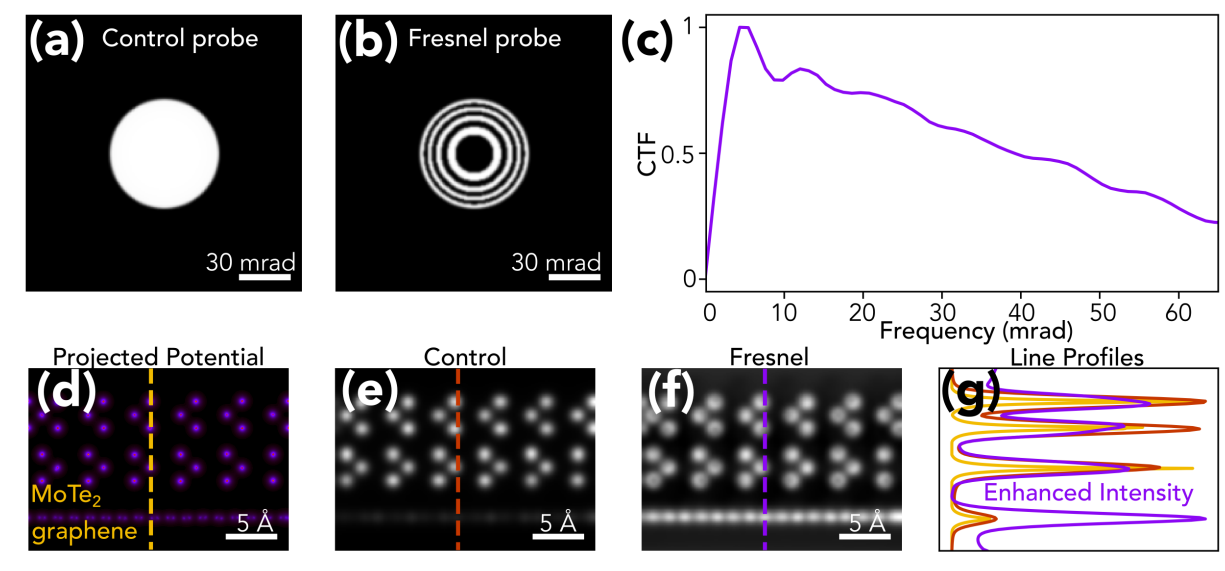 (a) Control probe
30 mrad
(b) Fresnel probe
30 mrad
(c)
CTF
1
0.5
0
0 10 20 30 40 50 60
Frequency (mrad)
Projected Potential
(d)
MoTe2
graphene
5 Å
Control
(e)
5 Å
Fresnel
(f)
5 Å
Line Profiles
(g)
Enhanced Intensity